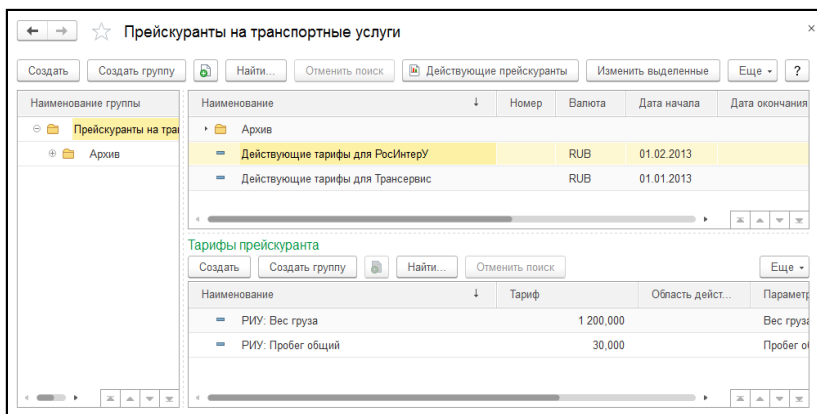 Прейскуранты на транспортные услуги
Создать Создать группу Найти... Отменить поиск Действующие прейскуранты Изменить выделенные Еще ?
Наименование группы
Прейскуранты на тра
Архив
Наименование Номер Валюта Дата начала Дата окончания
Архив
Действующие тарифы для РосИнтерУ RUB 01.02.2013
Действующие тарифы для Трансервис RUB 01.01.2013
Тарифы прейскуранта
Создать Создать группу Найти... Отменить поиск Еще
Наименование Тариф Область дейст... Параметр
РИУ: Вес груза 1 200,000 Вес груза
РИУ: Пробег общий 30,000 Пробег об